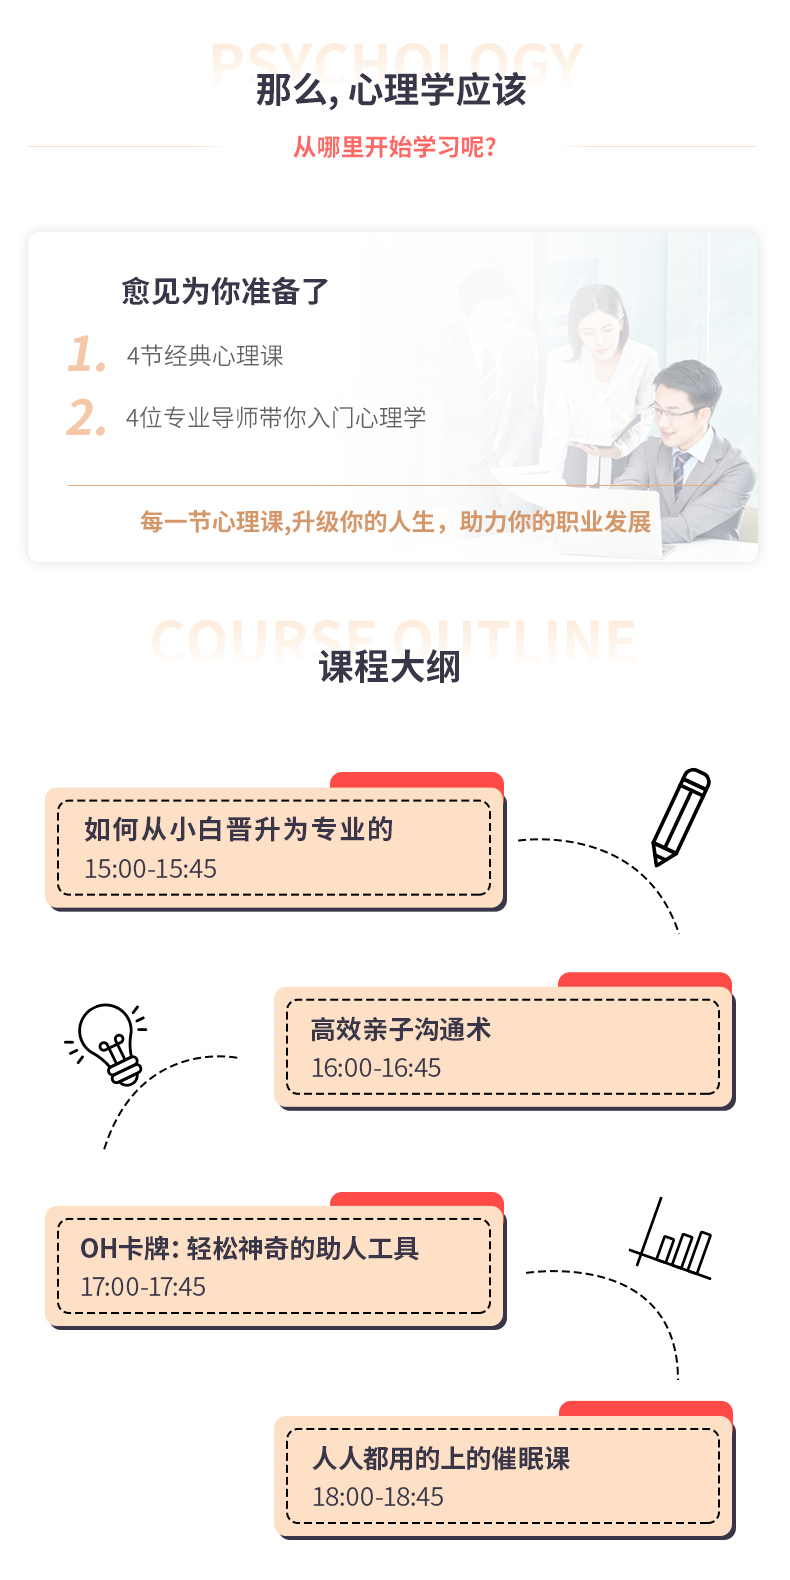 PSYCHOLOGY
那么, 心理学应该
从哪里开始学习呢?
愈见为你准备了
1. 4节经典心理课
2. 4位专业导师带你入门心理学
每一节心理课,升级你的人生，助力你的职业发展
COURSE OUTLINE
课程大纲
如何从小白晋升为专业的
15:00-15:45
高效亲子沟通术
16:00-16:45
OH卡牌：轻松神奇的助人工具
17:00-17:45
人人都用的上的催眠课
18:00-18:45